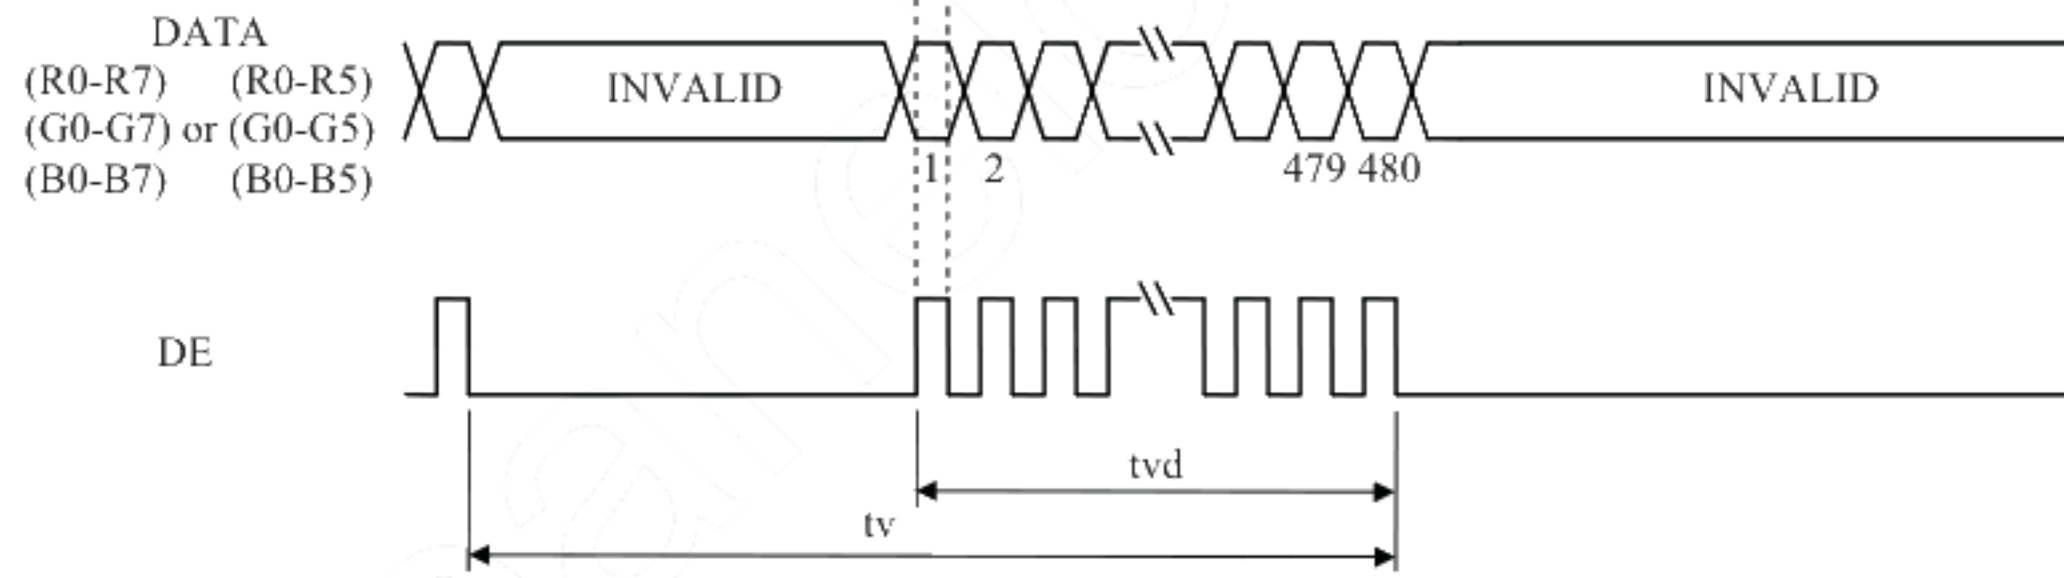 DATA
(R0-R7) (R0-R5)
(G0-G7) or (G0-G5)
(B0-B7) (B0-B5)
INVALID
INVALID
1 2 479 480
DE
tvd
tv